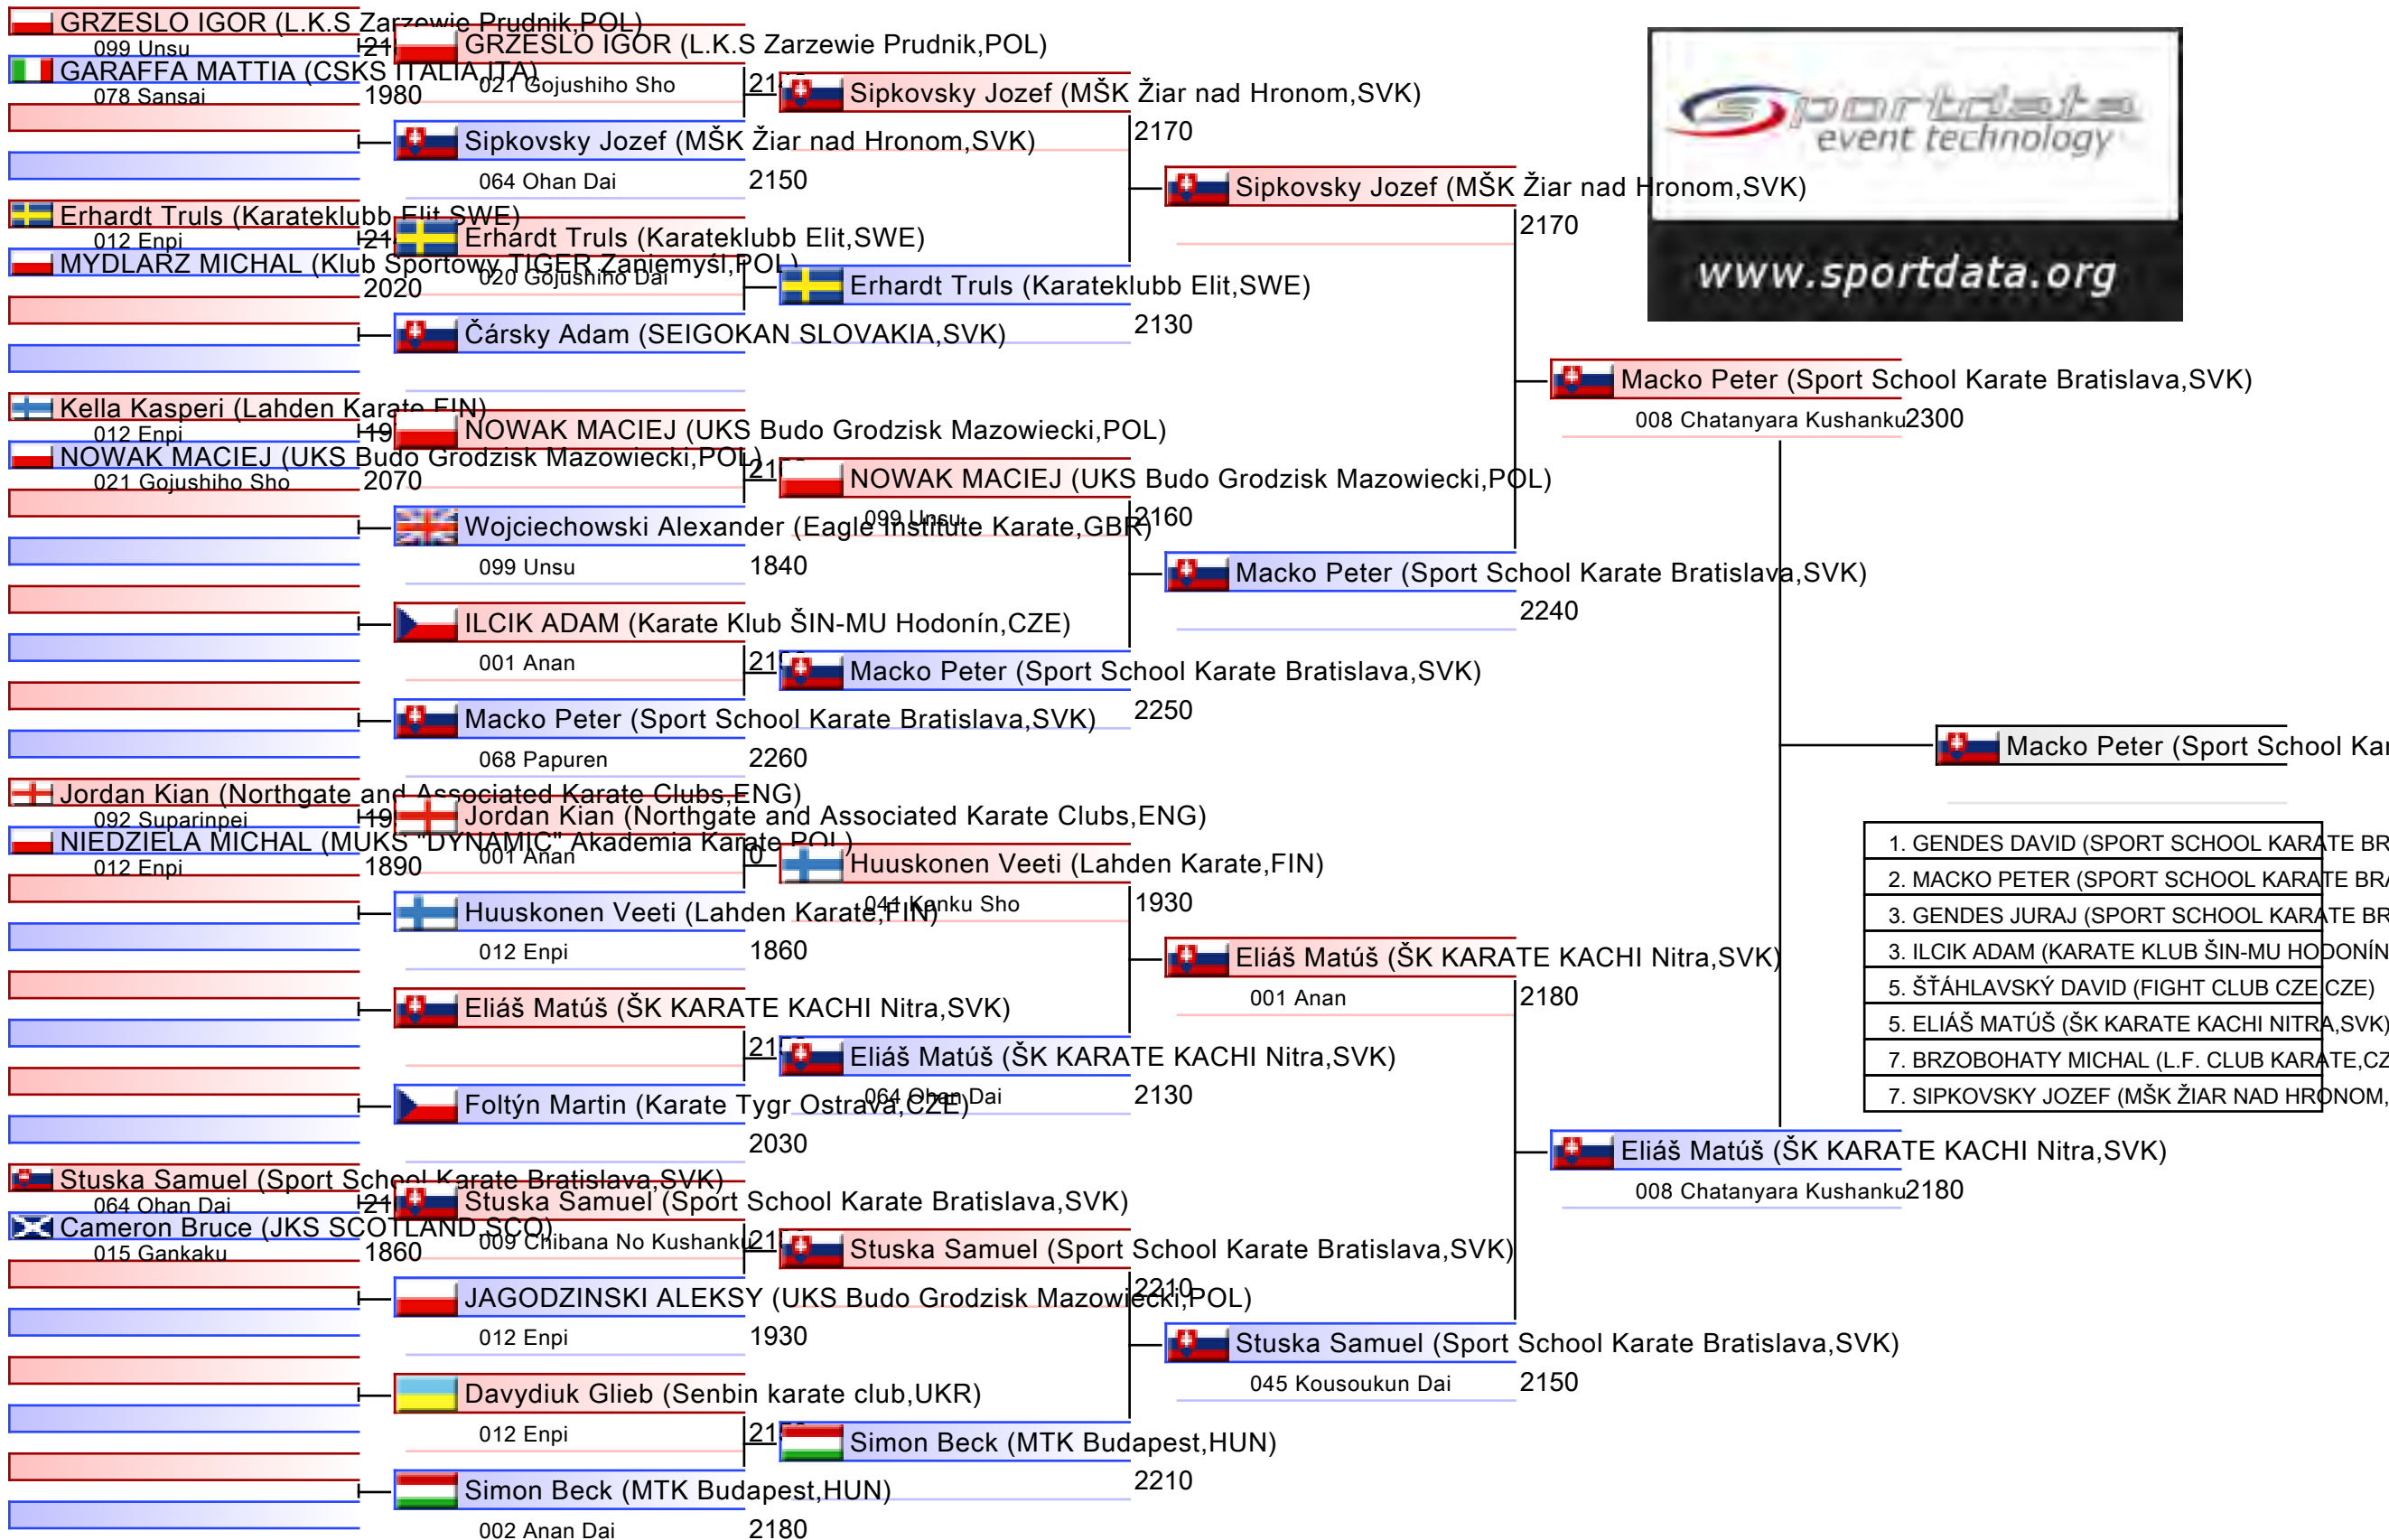 GRZESLO IGOR (L.K.S Zarzewie Prudnik,POL)
099 Unsu
GARAFFA MATTIA (CSKS ITALIA,ITA)
078 Sansai
1980
Erhardt Truls (Karateklubb Elit,SWE)
012 Enpi
MYDLARZ MICHAL (Klub Sportowy TIGER Zaniemyśl,POL)
2020
Kella Kasperi (Lahden Karate,FIN)
012 Enpi
NOWAK MACIEJ (UKS Budo Grodzisk Mazowiecki,POL)
021 Gojushiho Sho
2070
Jordan Kian (Northgate and Associated Karate Clubs,ENG)
092 Suparinpei
NIEDZIELA MICHAL (MUKS "DYNAMIC" Akademia Karate,POL)
012 Enpi
1890
Stuska Samuel (Sport School Karate Bratislava,SVK)
064 Ohan Dai
Cameron Bruce (JKS SCOTLAND,SCO)
015 Gankaku
1860
GRZESLO IGOR (L.K.S Zarzewie Prudnik,POL)
021 Gojushiho Sho
Sipkovsky Jozef (MŠK Žiar nad Hronom,SVK)
064 Ohan Dai
2150
Erhardt Truls (Karateklubb Elit,SWE)
020 Gojushiho Dai
Čársky Adam (SEIGOKAN SLOVAKIA,SVK)
NOWAK MACIEJ (UKS Budo Grodzisk Mazowiecki,POL)
Wojciechowski Alexander (Eagle Institute Karate,GBR)
099 Unsu
1840
ILCIK ADAM (Karate Klub ŠIN-MU Hodonín,CZE)
001 Anan
Macko Peter (Sport School Karate Bratislava,SVK)
068 Papuren
2260
Jordan Kian (Northgate and Associated Karate Clubs,ENG)
001 Anan
0
Huuskonen Veeti (Lahden Karate,FIN)
012 Enpi
1860
Eliáš Matúš (ŠK KARATE KACHI Nitra,SVK)
Foltýn Martin (Karate Tygr Ostrava,CZE)
2030
Stuska Samuel (Sport School Karate Bratislava,SVK)
009 Chibana No Kushanku
JAGODZINSKI ALEKSY (UKS Budo Grodzisk Mazowiecki,POL)
012 Enpi
1930
Davydiuk Glieb (Senbin karate club,UKR)
012 Enpi
Simon Beck (MTK Budapest,HUN)
002 Anan Dai
2180
Sipkovsky Jozef (MŠK Žiar nad Hronom,SVK)
2170
Erhardt Truls (Karateklubb Elit,SWE)
2130
NOWAK MACIEJ (UKS Budo Grodzisk Mazowiecki,POL)
099 Unsu
2160
Macko Peter (Sport School Karate Bratislava,SVK)
2250
Huuskonen Veeti (Lahden Karate,FIN)
041 Kanku Sho
1930
Eliáš Matúš (ŠK KARATE KACHI Nitra,SVK)
064 Ohan Dai
2130
Stuska Samuel (Sport School Karate Bratislava,SVK)
2210
Simon Beck (MTK Budapest,HUN)
2210
Sipkovsky Jozef (MŠK Žiar nad Hronom,SVK)
2170
Macko Peter (Sport School Karate Bratislava,SVK)
2240
Eliáš Matúš (ŠK KARATE KACHI Nitra,SVK)
001 Anan
2180
Stuska Samuel (Sport School Karate Bratislava,SVK)
045 Kousoukun Dai
2150
Macko Peter (Sport School Karate Bratislava,SVK)
008 Chatanyara Kushanku
2300
Eliáš Matúš (ŠK KARATE KACHI Nitra,SVK)
008 Chatanyara Kushanku
2180
sportdata
event technology
www.sportdata.org
Macko Peter (Sport School Kar
1. GENDES DAVID (SPORT SCHOOL KARATE BR
2. MACKO PETER (SPORT SCHOOL KARATE BRA
3. GENDES JURAJ (SPORT SCHOOL KARATE BR
3. ILCIK ADAM (KARATE KLUB ŠIN-MU HODONÍN
5. ŠŤÁHLAVSKÝ DAVID (FIGHT CLUB CZE,CZE)
5. ELIÁŠ MATÚŠ (ŠK KARATE KACHI NITRA,SVK)
7. BRZOBOHATY MICHAL (L.F. CLUB KARATE,CZ
7. SIPKOVSKY JOZEF (MŠK ŽIAR NAD HRONOM,